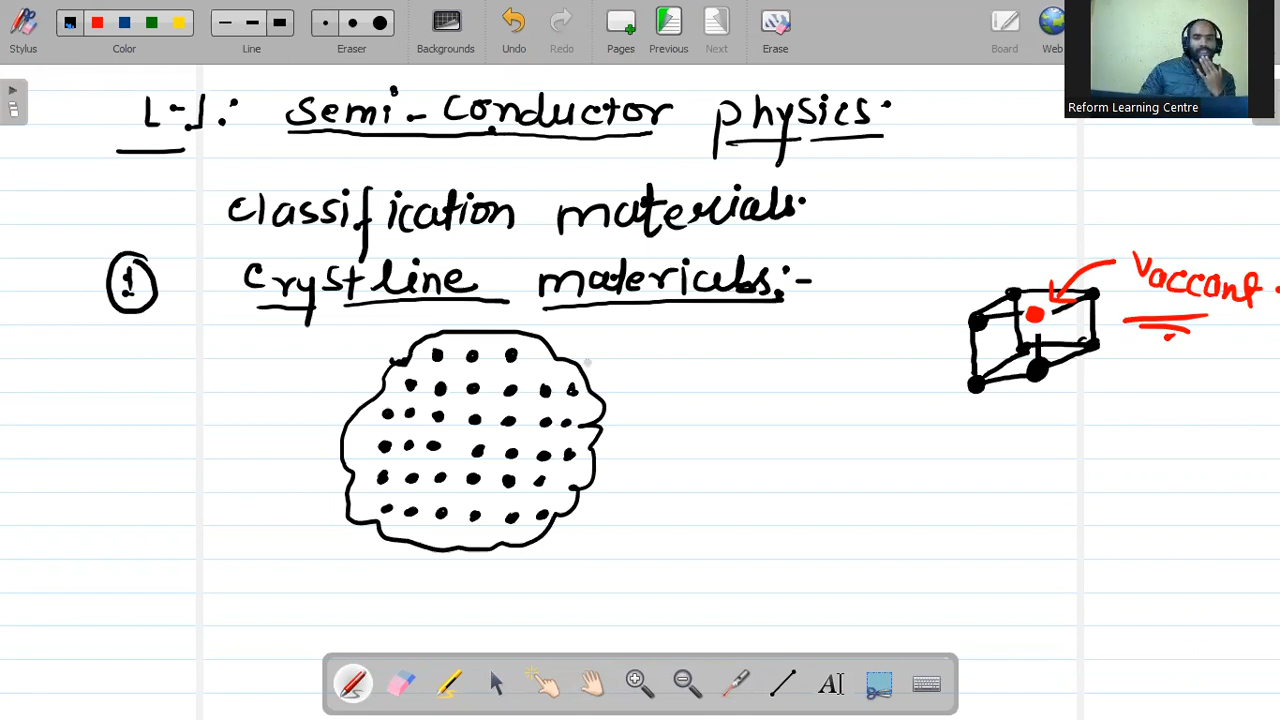 Stylus
Color
Line
Eraser
Backgrounds
Undo
Redo
Pages
Previous
Next
Erase
Board
Web
Reform Learning Centre
L-1: semi-conductor physics.
classification materials.
1 crystline materials:-
vaccant.